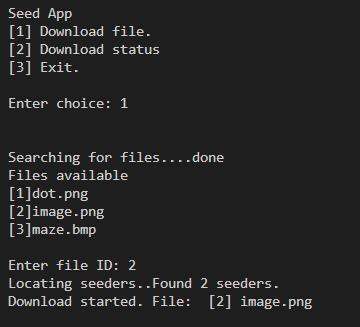 Seed App
[1] Download file.
[2] Download status
[3] Exit.
Enter choice: 1
Searching for files....done
Files available
[1]dot.png
[2]image.png
[3]maze.bmp
Enter file ID: 2
Locating seeders..Found 2 seeders.
Download started. File:  [2] image.png